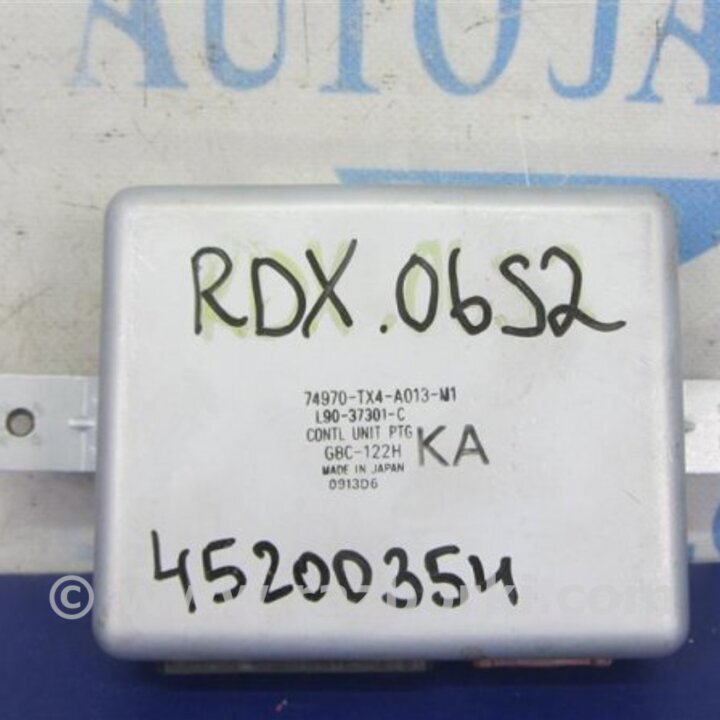 AUTOJA
RDX.06S2
74970-TX4-A013-M1
L90-37301-C
CONTL UNIT PTG
GBC-122H
KA
MADE IN JAPAN
0913D6
45200354
©